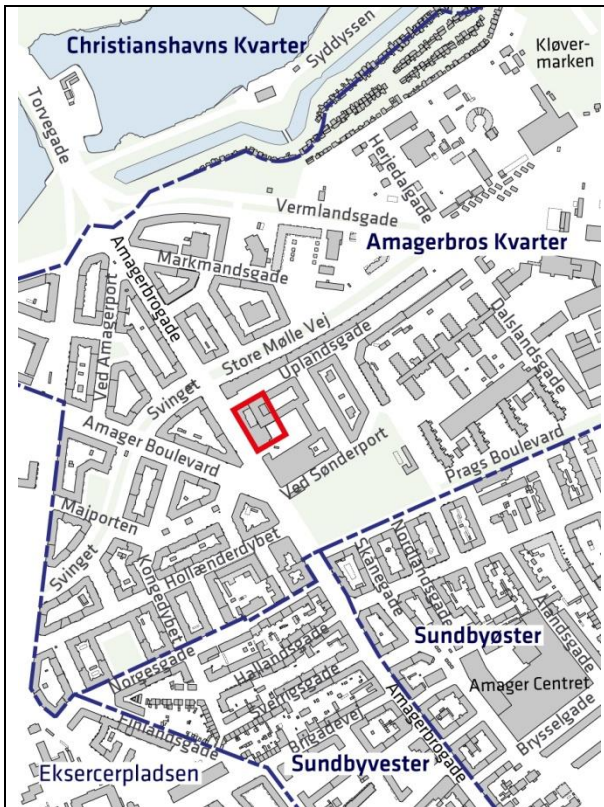 Christianshavns Kvarter
Syddyssen
Kløver-
marken
Torvegade
Herjedalgade
Vermlandsgade
Amagerbros Kvarter
Markmandsgade
Amagerbrogade
Ved Amagerport
Store Mølle Vej
Uplandsgade
Dalslandsgade
Svinget
Amager Boulevard
Ved Sønderport
Prags Boulevard
Majporten
Svinget
Kongedybet
Hollænderdybet
Skånegade
Nordlandsgade
Ålandsgade
Norgesgade
Hallandsgade
Sundbyøster
Amager Centret
Verrigsgade
Brigadevej
Amagerbrogade
Brysselgade
Finlandsgade
Sundbyvester
Eksercerpladsen